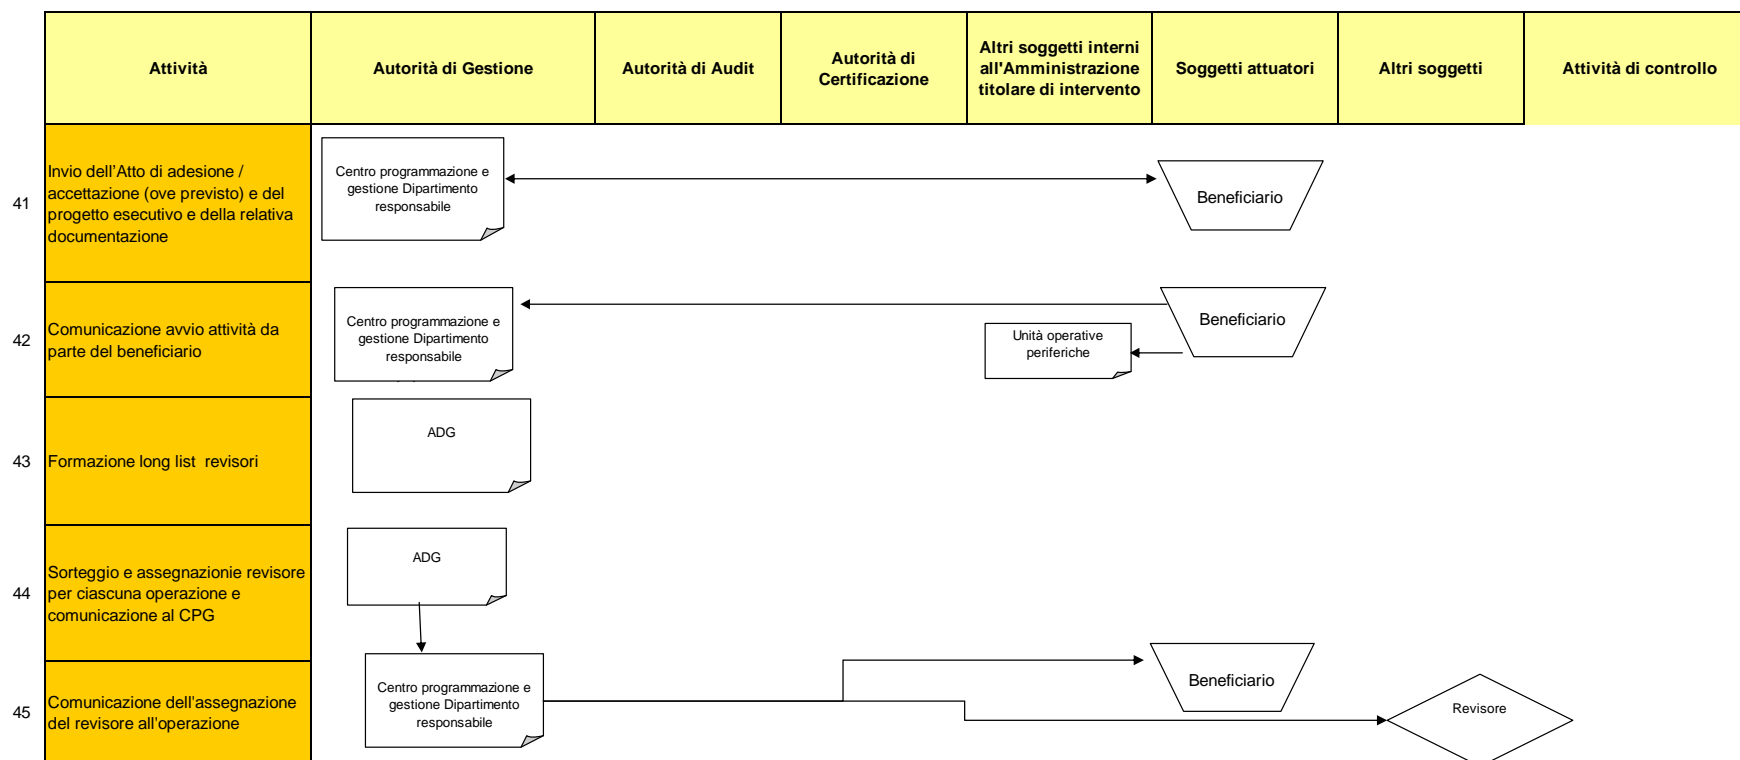 Attività
Autorità di Gestione
Autorità di Audit
Autorità di
Certificazione
Altri soggetti interni
all'Amministrazione
titolare di intervento
Soggetti attuatori
Altri soggetti
Attività di controllo
41
Invio dell'Atto di adesione /
accettazione (ove previsto) e del
progetto esecutivo e della relativa
documentazione
Centro programmazione e
gestione Dipartimento
responsabile
Beneficiario
42
Comunicazione avvio attività da
parte del beneficiario
Centro programmazione e
gestione Dipartimento
responsabile
Unità operative
periferiche
Beneficiario
43
Formazione long list  revisori
ADG
44
Sorteggio e assegnazionie revisore
per ciascuna operazione e
comunicazione al CPG
ADG
45
Comunicazione dell'assegnazione
del revisore all'operazione
Centro programmazione e
gestione Dipartimento
responsabile
Beneficiario
Revisore